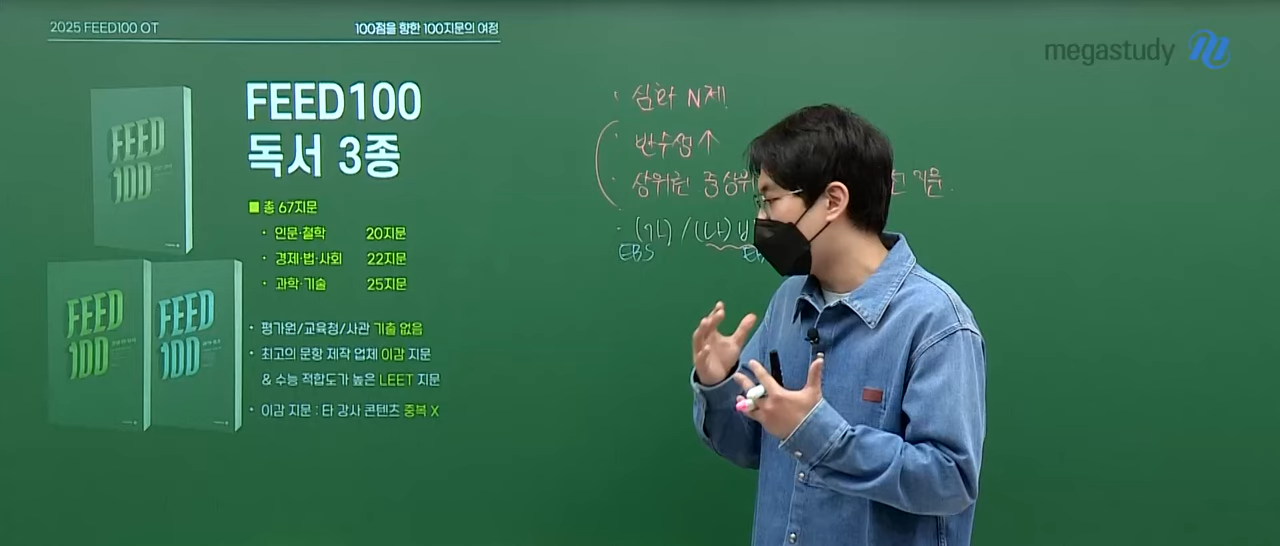 2025 FEED100 OT
100점을 향한 100지문의 여정
megastudy
FEED 100
FEED 100
FEED 100
FEED100
독서 3종
■ 총 67지문
· 인문·철학 20지문
· 경제·법·사회 22지문
· 과학·기술 25지문
· 평가원/교육청/사관 기출 없음
· 최고의 문항 제작 업체 이감 지문
& 수능 적합도가 높은 LEET 지문
· 이감 지문 : 타 강사 콘텐츠 중복 X
· 심화 N제!
· 반수생↑
· 상위권 중상위 지문.
· (가) / (나)
EBS